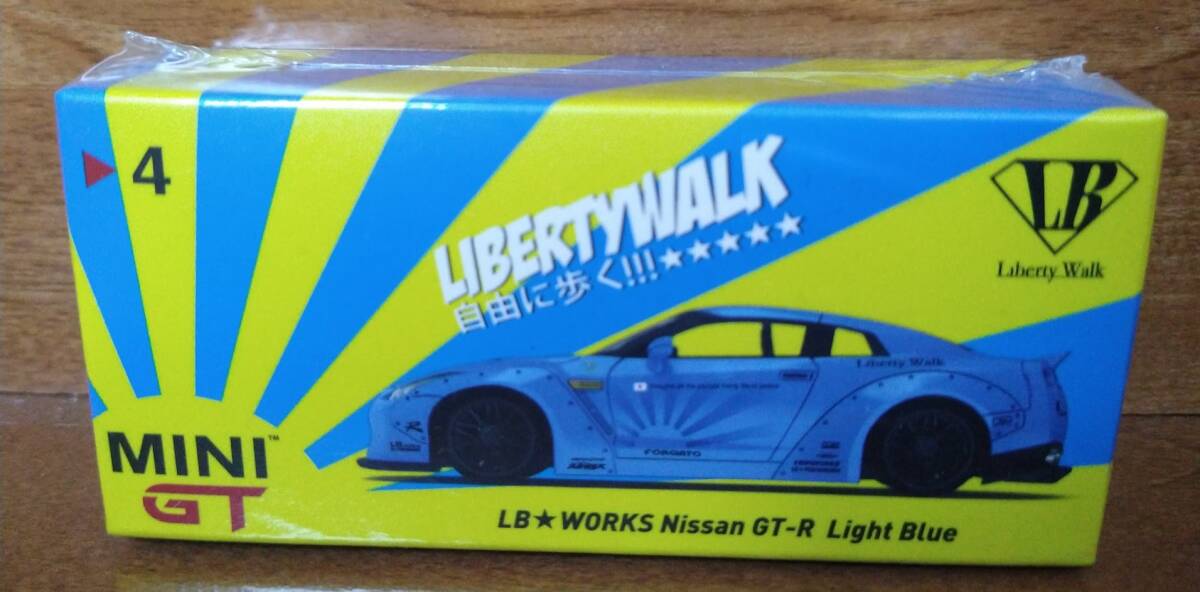 4
LIBERTYWALK
自由に歩く!!!★★★★★
LB
Liberty Walk
Liberty Walk
FORGIATO
MINI™
GT
LB★WORKS Nissan GT-R Light Blue